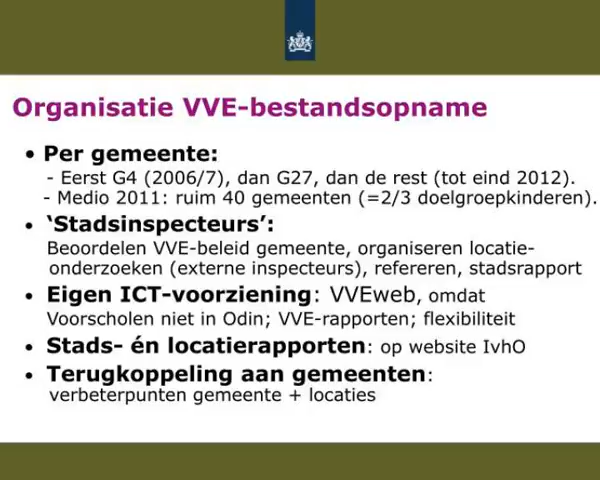 Organisatie VVE-bestandsopname
• Per gemeente:
- Eerst G4 (2006/7), dan G27, dan de rest (tot eind 2012).
- Medio 2011: ruim 40 gemeenten (=2/3 doelgroepkinderen).
• ‘Stadsinspecteurs’:
Beoordelen VVE-beleid gemeente, organiseren locatie-
onderzoeken (externe inspecteurs), refereren, stadsrapport
• Eigen ICT-voorziening: VVEweb, omdat
Voorscholen niet in Odin; VVE-rapporten; flexibiliteit
• Stads- én locatierapporten: op website IvhO
• Terugkoppeling aan gemeenten:
verbeterpunten gemeente + locaties